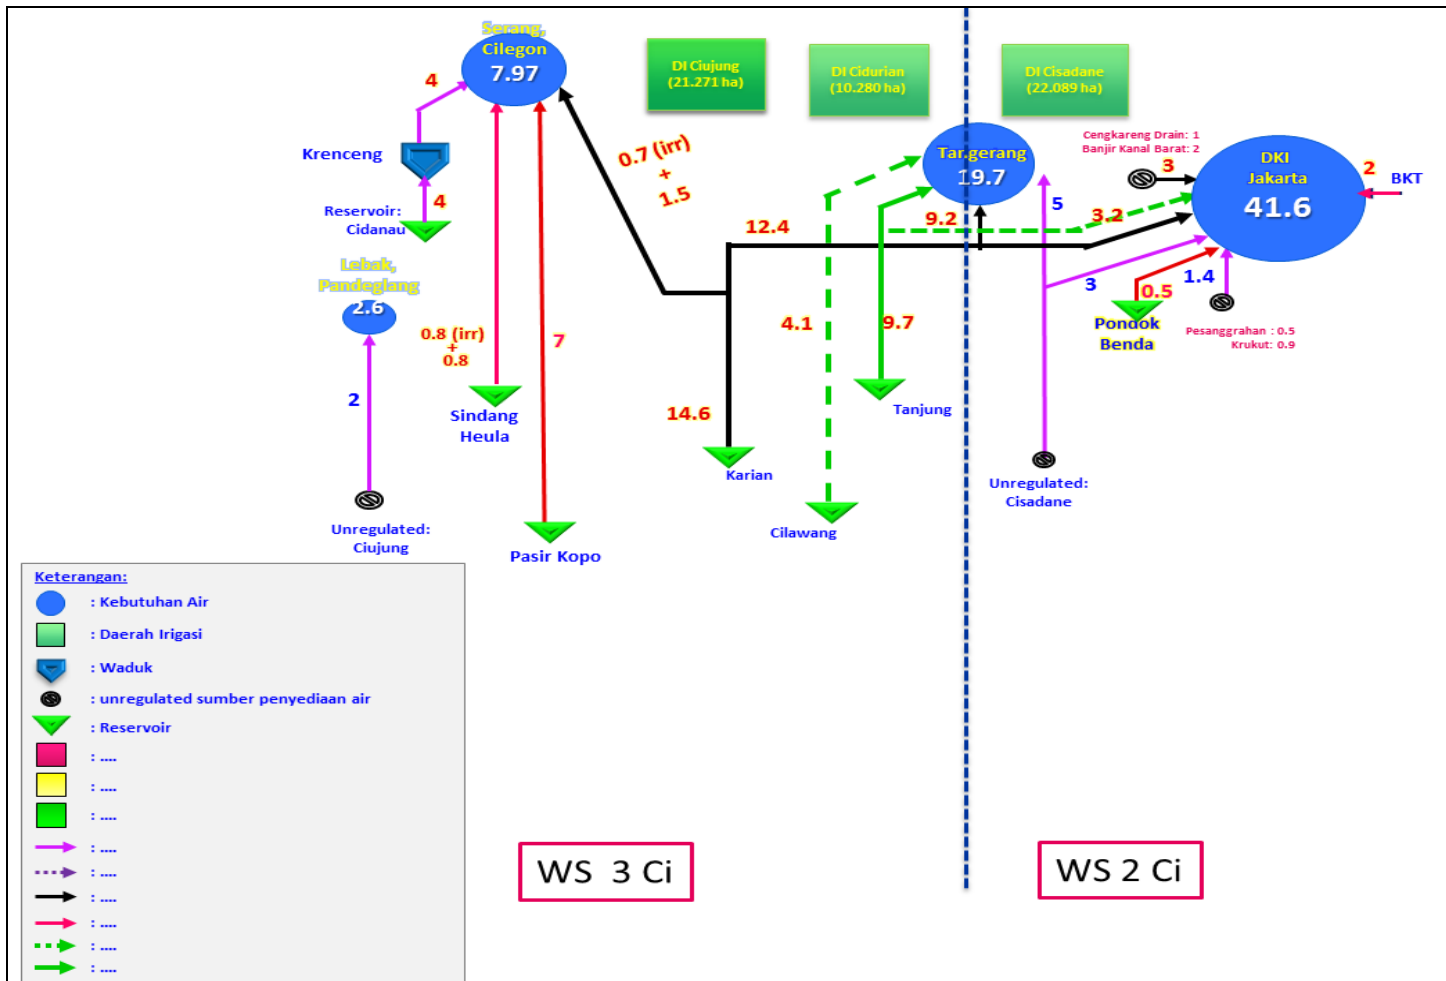 Serang,
Cilegon
7.97
DI Ciujung
(21.271 ha)
DI Cidurian
(10.280 ha)
DI Cisadane
(22.089 ha)
4
Krenceng
4
Reservoir:
Cidanau
0.7 (irr)
+
1.5
Tangerang
19.7
Cengkareng Drain: 1
Banjir Kanal Barat: 2
3
DKI
Jakarta
41.6
2
BKT
5
12.4
9.2
3.2
Lebak,
Pandeglang
2.6
2
0.8 (irr)
+
0.8
7
4.1
9.7
3
0.5
1.4
Pondok
Benda
Pesanggrahan : 0.5
Krukut: 0.9
14.6
Sindang
Heula
Tanjung
Karian
Unregulated:
Cisadane
Unregulated:
Ciujung
Pasir Kopo
Cilawang
Keterangan:
: Kebutuhan Air
: Daerah Irigasi
: Waduk
: unregulated sumber penyediaan air
: Reservoir
: ....
: ....
: ....
: ....
: ....
: ....
: ....
: ....
: ....
WS 3 Ci
WS 2 Ci